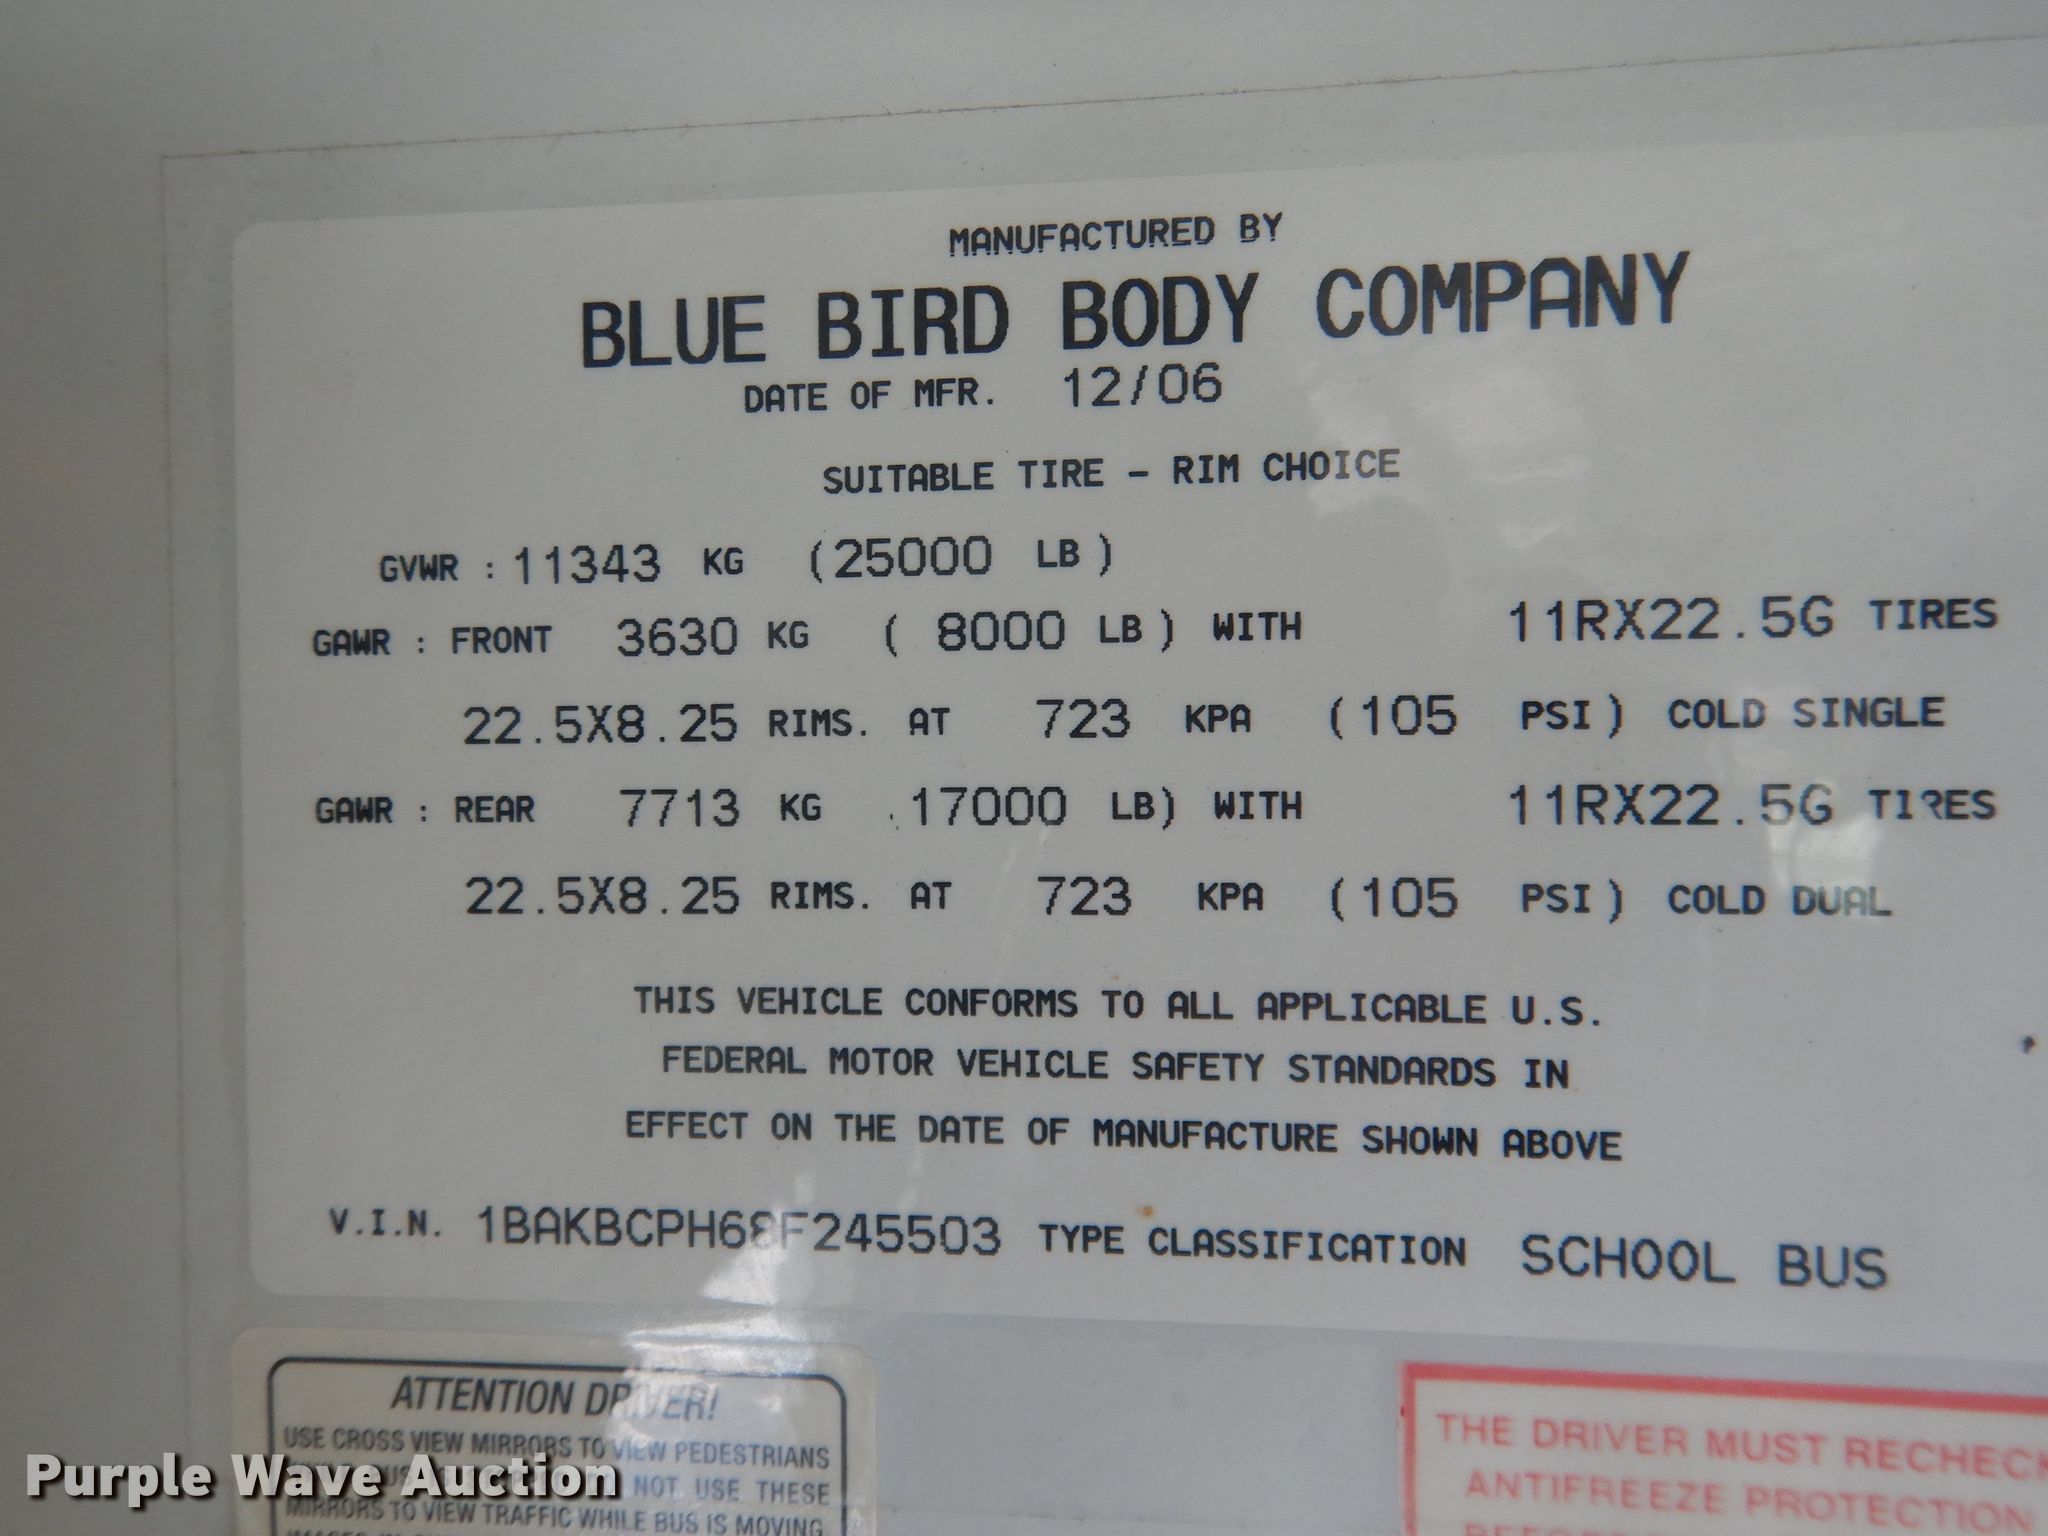 MANUFACTURED BY
BLUE BIRD BODY COMPANY
DATE OF MFR. 12/06
SUITABLE TIRE - RIM CHOICE
GVWR : 11343 KG (25000 LB)
GAWR : FRONT 3630 KG ( 8000 LB) WITH 11RX22.5G TIRES
22.5X8.25 RIMS. AT 723 KPA (105 PSI) COLD SINGLE
GAWR : REAR 7713 KG 17000 LB) WITH 11RX22.5G TIRES
22.5X8.25 RIMS. AT 723 KPA (105 PSI) COLD DUAL
THIS VEHICLE CONFORMS TO ALL APPLICABLE U.S.
FEDERAL MOTOR VEHICLE SAFETY STANDARDS IN
EFFECT ON THE DATE OF MANUFACTURE SHOWN ABOVE
V.I.N. 1BAKBCPH68F245503 TYPE CLASSIFICATION SCHOOL BUS
ATTENTION DRIVER!
USE CROSS VIEW MIRRORS TO VIEW PEDESTRIANS
NOT USE THESE
MIRRORS TO VIEW TRAFFIC WHILE BUS IS MOVING.
THE DRIVER MUST RECHECK
ANTIFREEZE PROTECTION
Purple Wave Auction